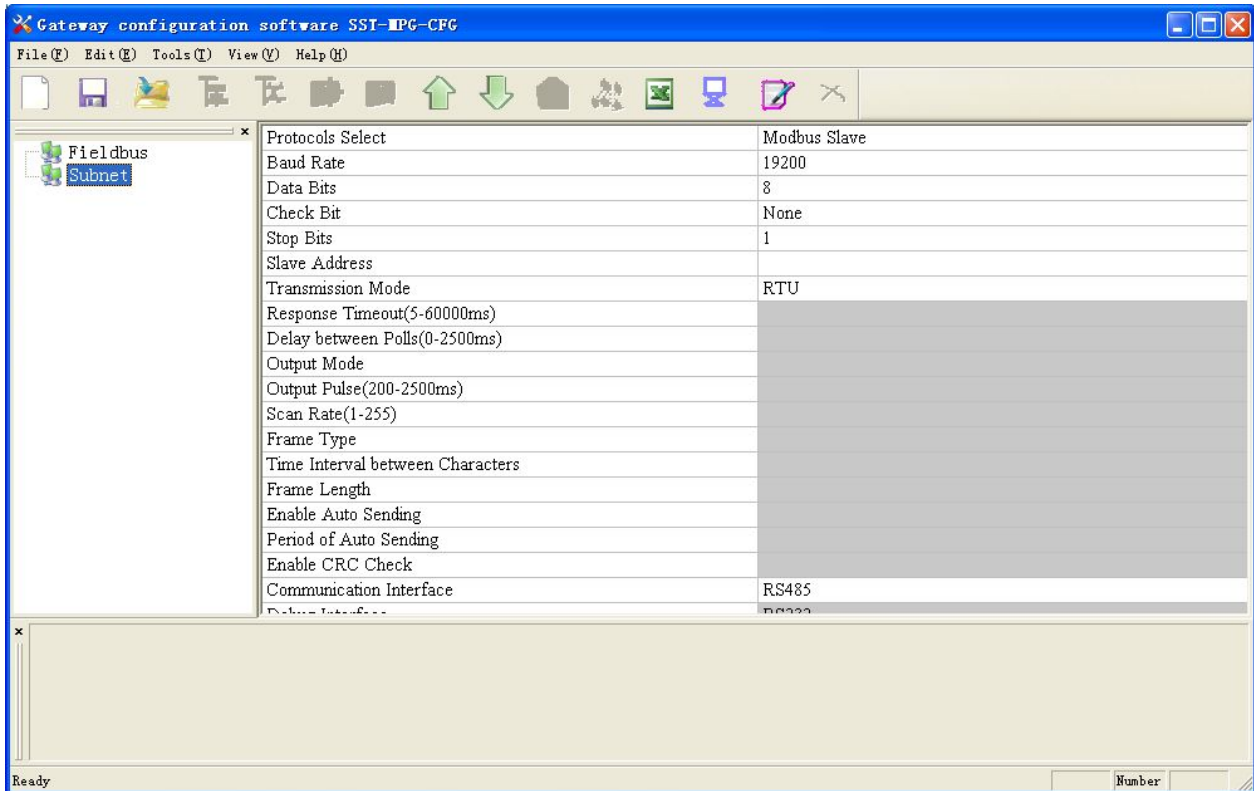 Gateway configuration software SST-MPG-CFG
File(F) Edit(E) Tools(T) View(V) Help(H)
Fieldbus
Subnet
Protocols Select Modbus Slave
Baud Rate 19200
Data Bits 8
Check Bit None
Stop Bits 1
Slave Address
Transmission Mode RTU
Response Timeout(5-60000ms)
Delay between Polls(0-2500ms)
Output Mode
Output Pulse(200-2500ms)
Scan Rate(1-255)
Frame Type
Time Interval between Characters
Frame Length
Enable Auto Sending
Period of Auto Sending
Enable CRC Check
Communication Interface RS485
Debug Interface RS232
Ready Number